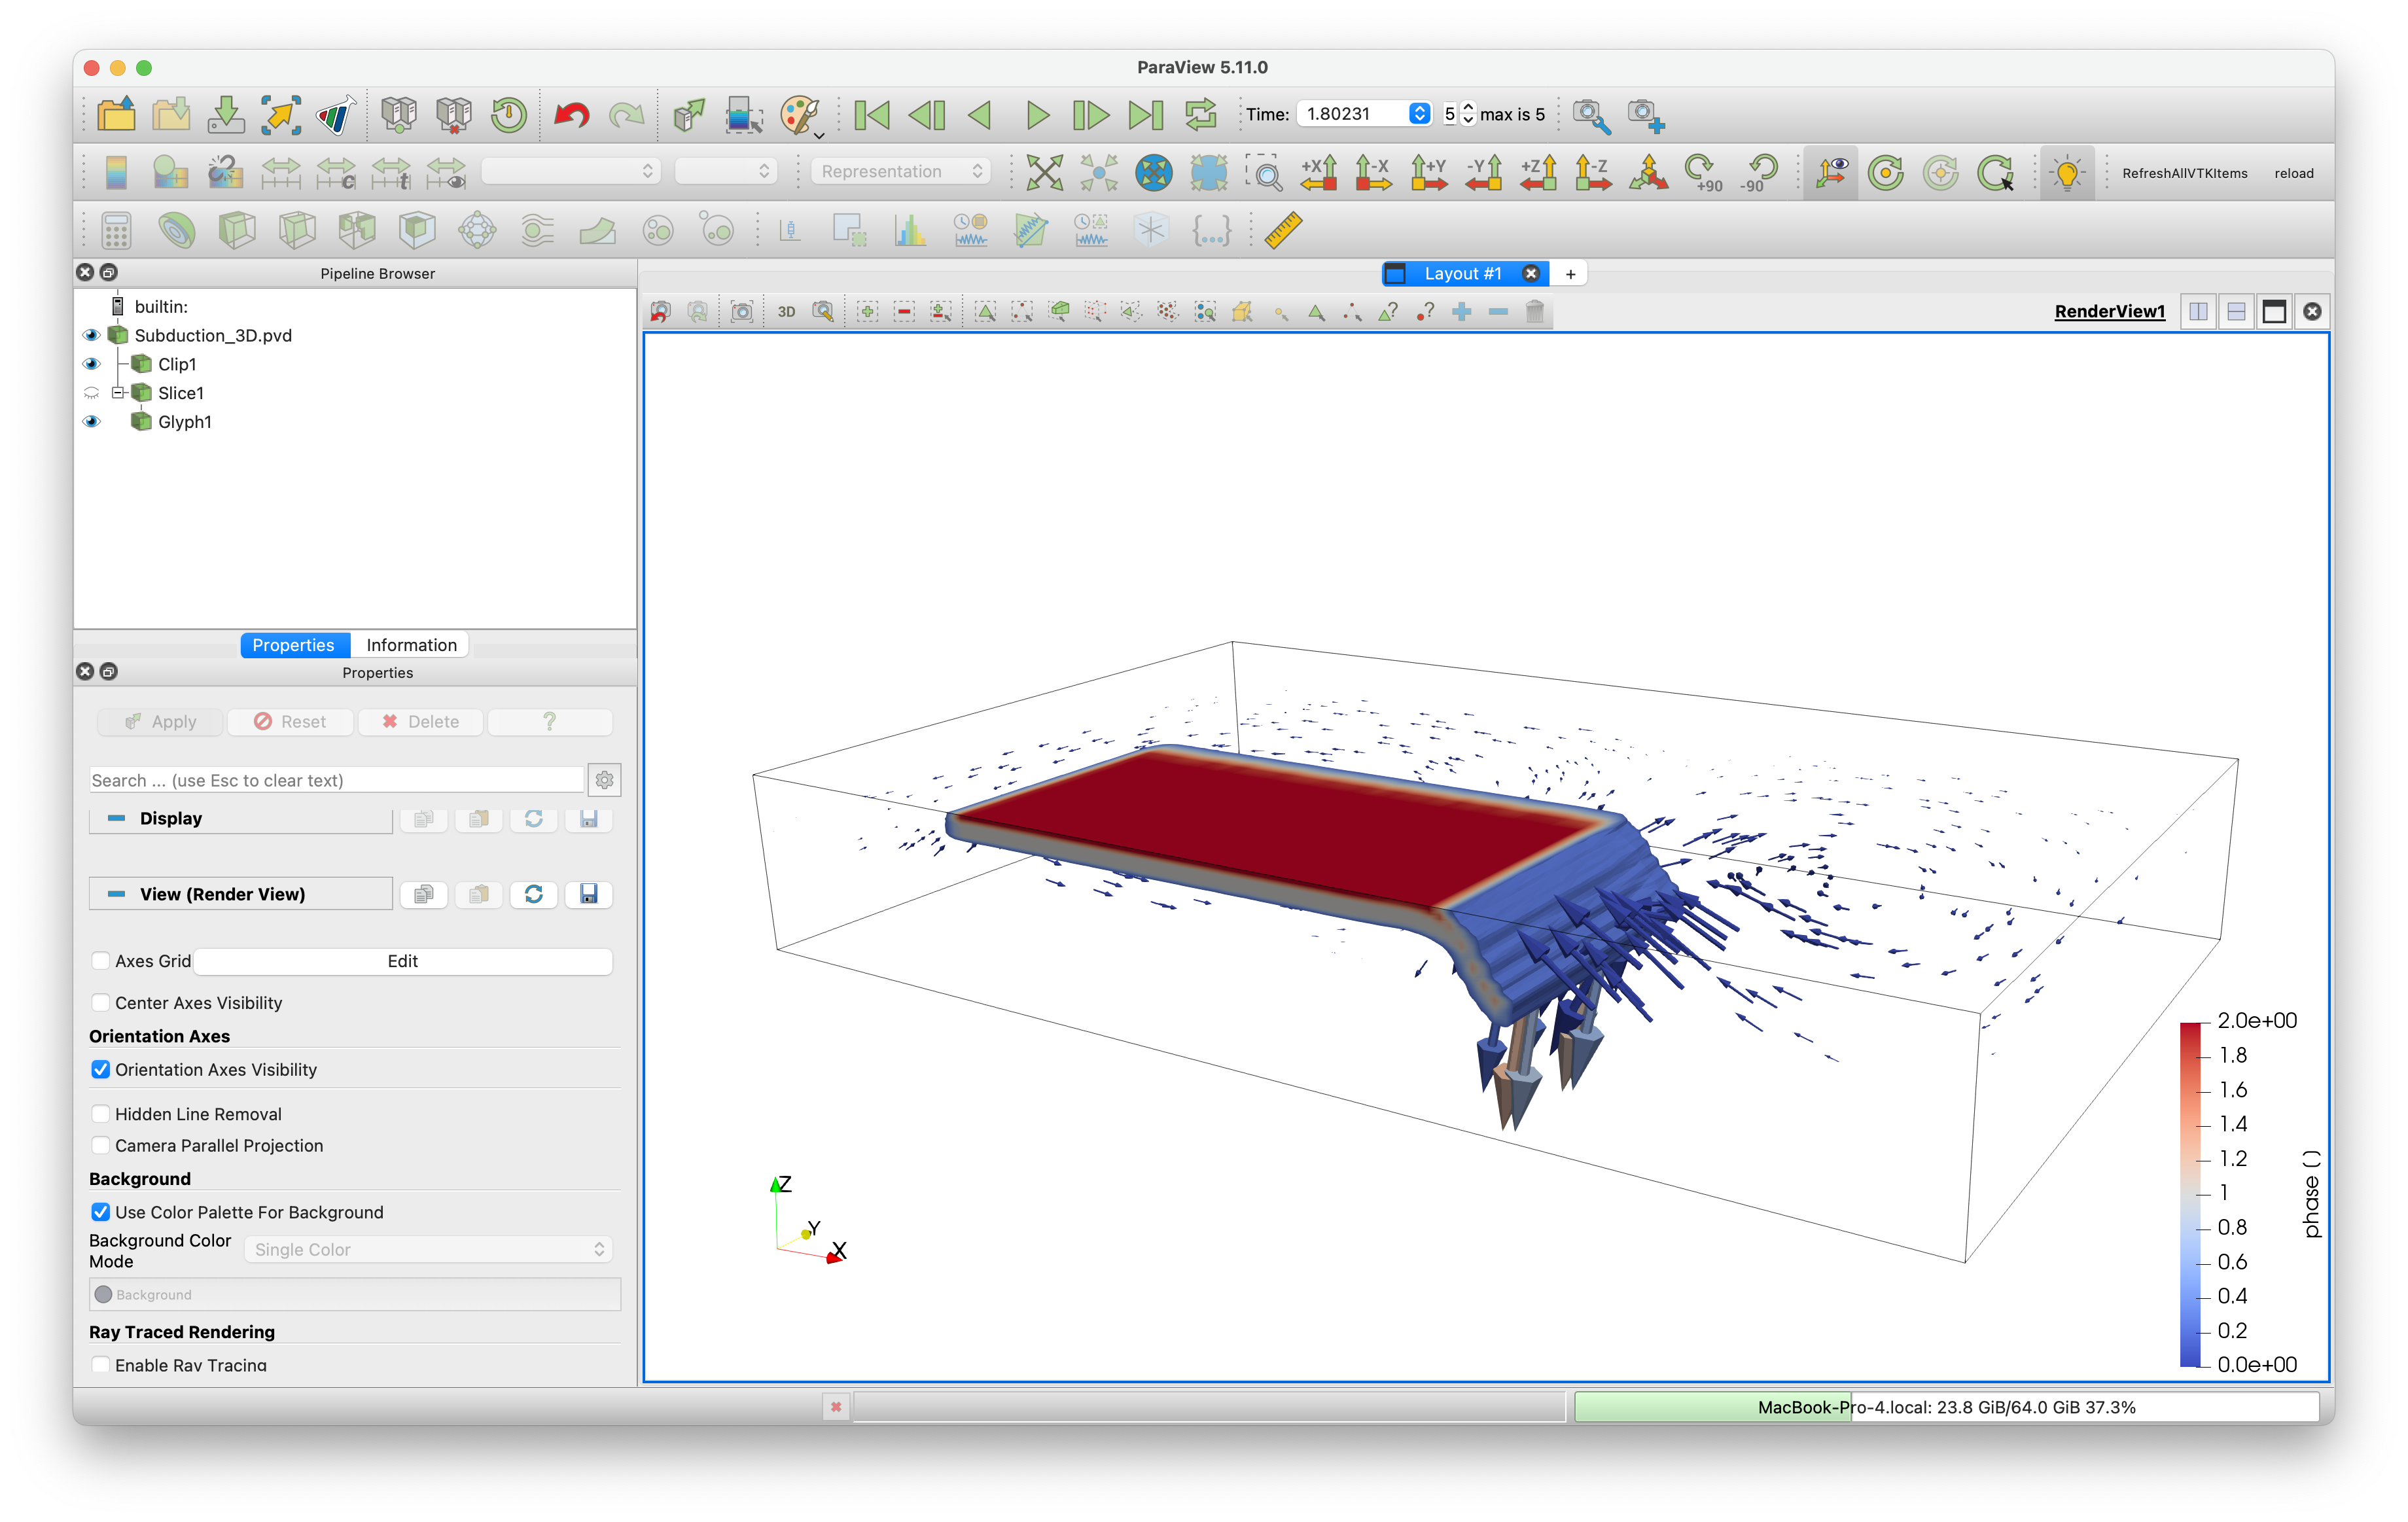 ParaView 5.11.0
Time: 1.80231 5 max is 5
c t Representation +X -X +Y -Y +Z -Z +90 -90 RefreshAllVTKItems reload
{...}
Pipeline Browser
Layout #1 +
builtin:
Subduction_3D.pvd
Clip1
Slice1
Glyph1
3D ? ? RenderView1
Properties Information
Properties
Apply Reset Delete ?
Search ... (use Esc to clear text)
Display
View (Render View)
Axes Grid Edit
Center Axes Visibility
Orientation Axes
Orientation Axes Visibility
Hidden Line Removal
Camera Parallel Projection
Background
Use Color Palette For Background
Background Color
Mode
Single Color
Background
Ray Traced Rendering
Enable Ray Tracing
Z
Y
X
2.0e+00
1.8
1.6
1.4
1.2
1
0.8
0.6
0.4
0.2
0.0e+00
phase ()
MacBook-Pro-4.local: 23.8 GiB/64.0 GiB 37.3%